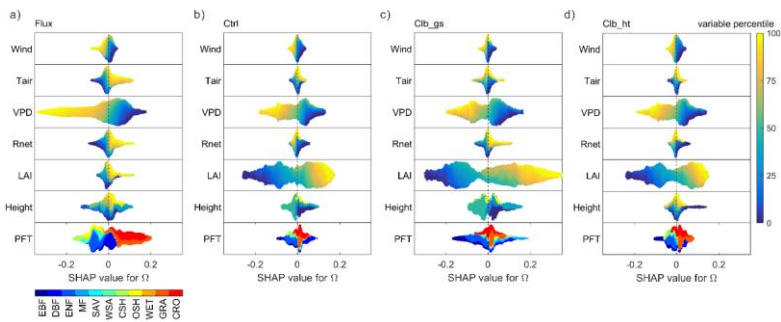 a) Flux b) Ctrl c) Clb_gs d) Clb_ht variable percentile
Wind Wind Wind Wind 100
Tair Tair Tair Tair
VPD VPD VPD VPD
Rnet Rnet Rnet Rnet 50
LAI LAI LAI LAI
Height Height Height Height
PFT PFT PFT PFT 0
-0.2 0 0.2 -0.2 0 0.2 -0.2 0 0.2 -0.2 0 0.2
SHAP value for Ω SHAP value for Ω SHAP value for Ω SHAP value for Ω
EBF DBF ENF MF SAV WSA CSH OSH WET GRA CRO